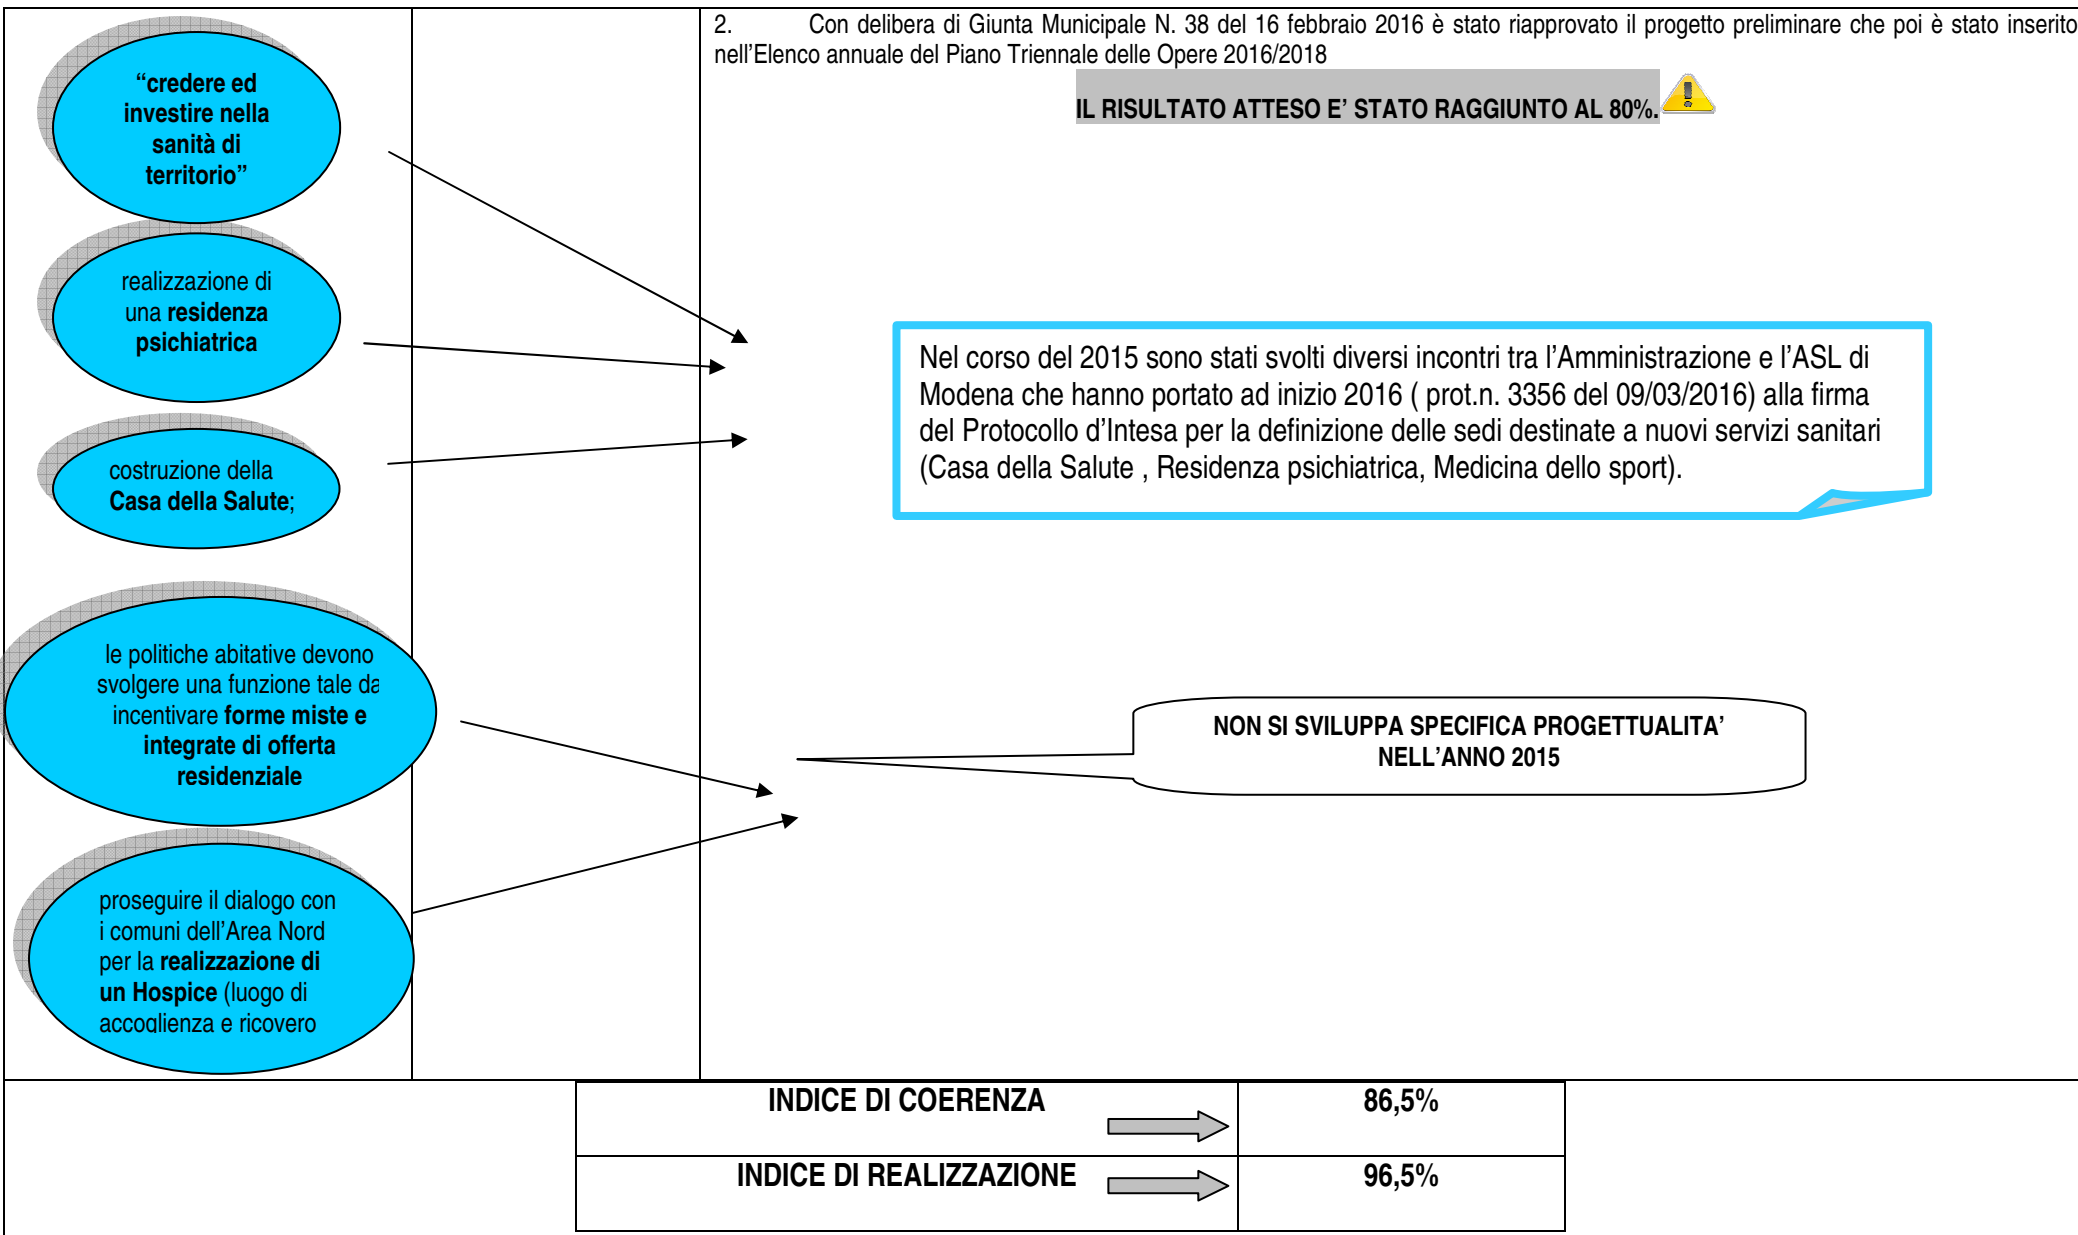 2. Con delibera di Giunta Municipale N. 38 del 16 febbraio 2016 è stato riapprovato il progetto preliminare che poi è stato inserito
nell’Elenco annuale del Piano Triennale delle Opere 2016/2018
IL RISULTATO ATTESO E’ STATO RAGGIUNTO AL 80%.
“credere ed
investire nella
sanità di
territorio”
realizzazione di
una residenza
psichiatrica
costruzione della
Casa della Salute;
Nel corso del 2015 sono stati svolti diversi incontri tra l’Amministrazione e l’ASL di
Modena che hanno portato ad inizio 2016 ( prot.n. 3356 del 09/03/2016) alla firma
del Protocollo d’Intesa per la definizione delle sedi destinate a nuovi servizi sanitari
(Casa della Salute , Residenza psichiatrica, Medicina dello sport).
le politiche abitative devono
svolgere una funzione tale da
incentivare forme miste e
integrate di offerta
residenziale
NON SI SVILUPPA SPECIFICA PROGETTUALITA’
NELL’ANNO 2015
proseguire il dialogo con
i comuni dell’Area Nord
per la realizzazione di
un Hospice (luogo di
accoglienza e ricovero
INDICE DI COERENZA 86,5%
INDICE DI REALIZZAZIONE 96,5%